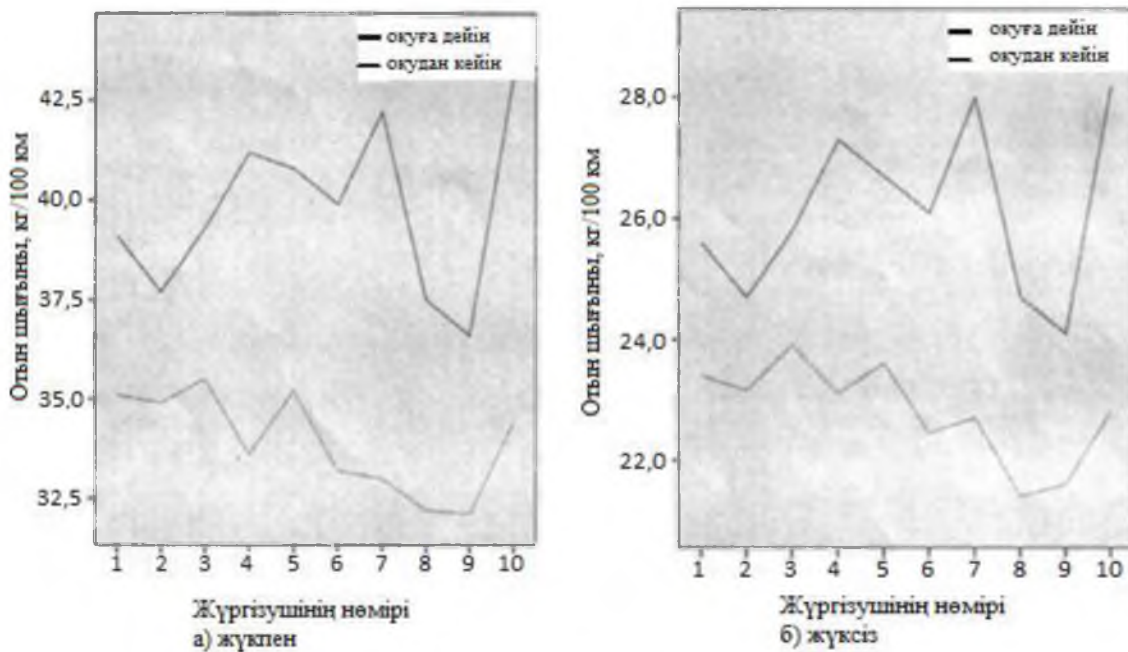 окуға дейін
окудан кейін
42,5
40,0
37,5
35,0
32,5
Отын шығыны, кг/100 км
1 2 3 4 5 6 7 8 9 10
Жүргізушінің нөмірі
а) жүкпен
окуға дейін
окудан кейін
28,0
26,0
24,0
22,0
Отын шығыны, кг/100 км
1 2 3 4 5 6 7 8 9 10
Жүргізушінің нөмірі
б) жүксіз